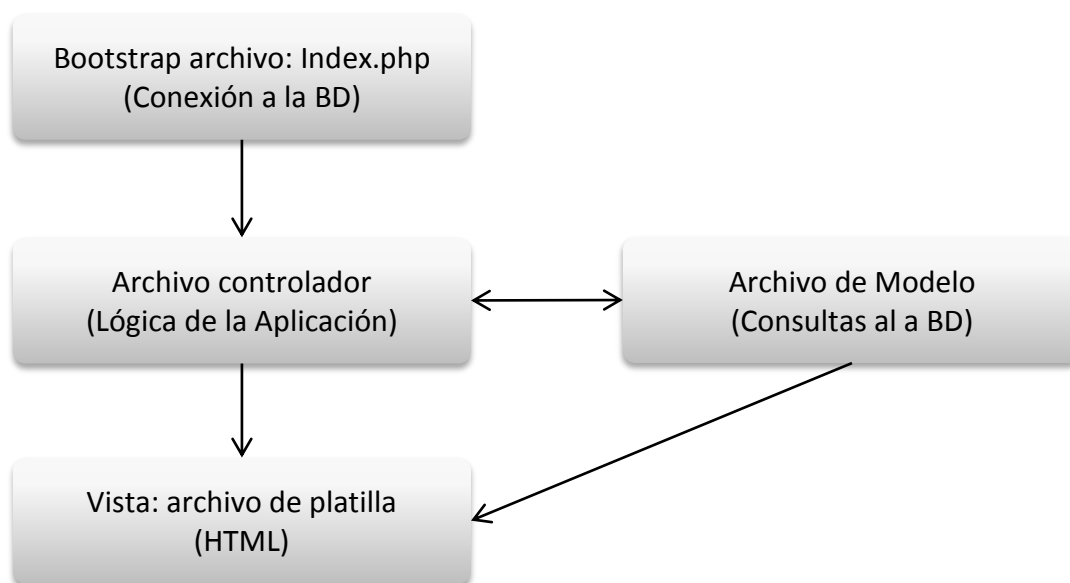 Bootstrap archivo: Index.php
(Conexión a la BD)
Archivo controlador
(Lógica de la Aplicación)
Archivo de Modelo
(Consultas al a BD)
Vista: archivo de platilla
(HTML)